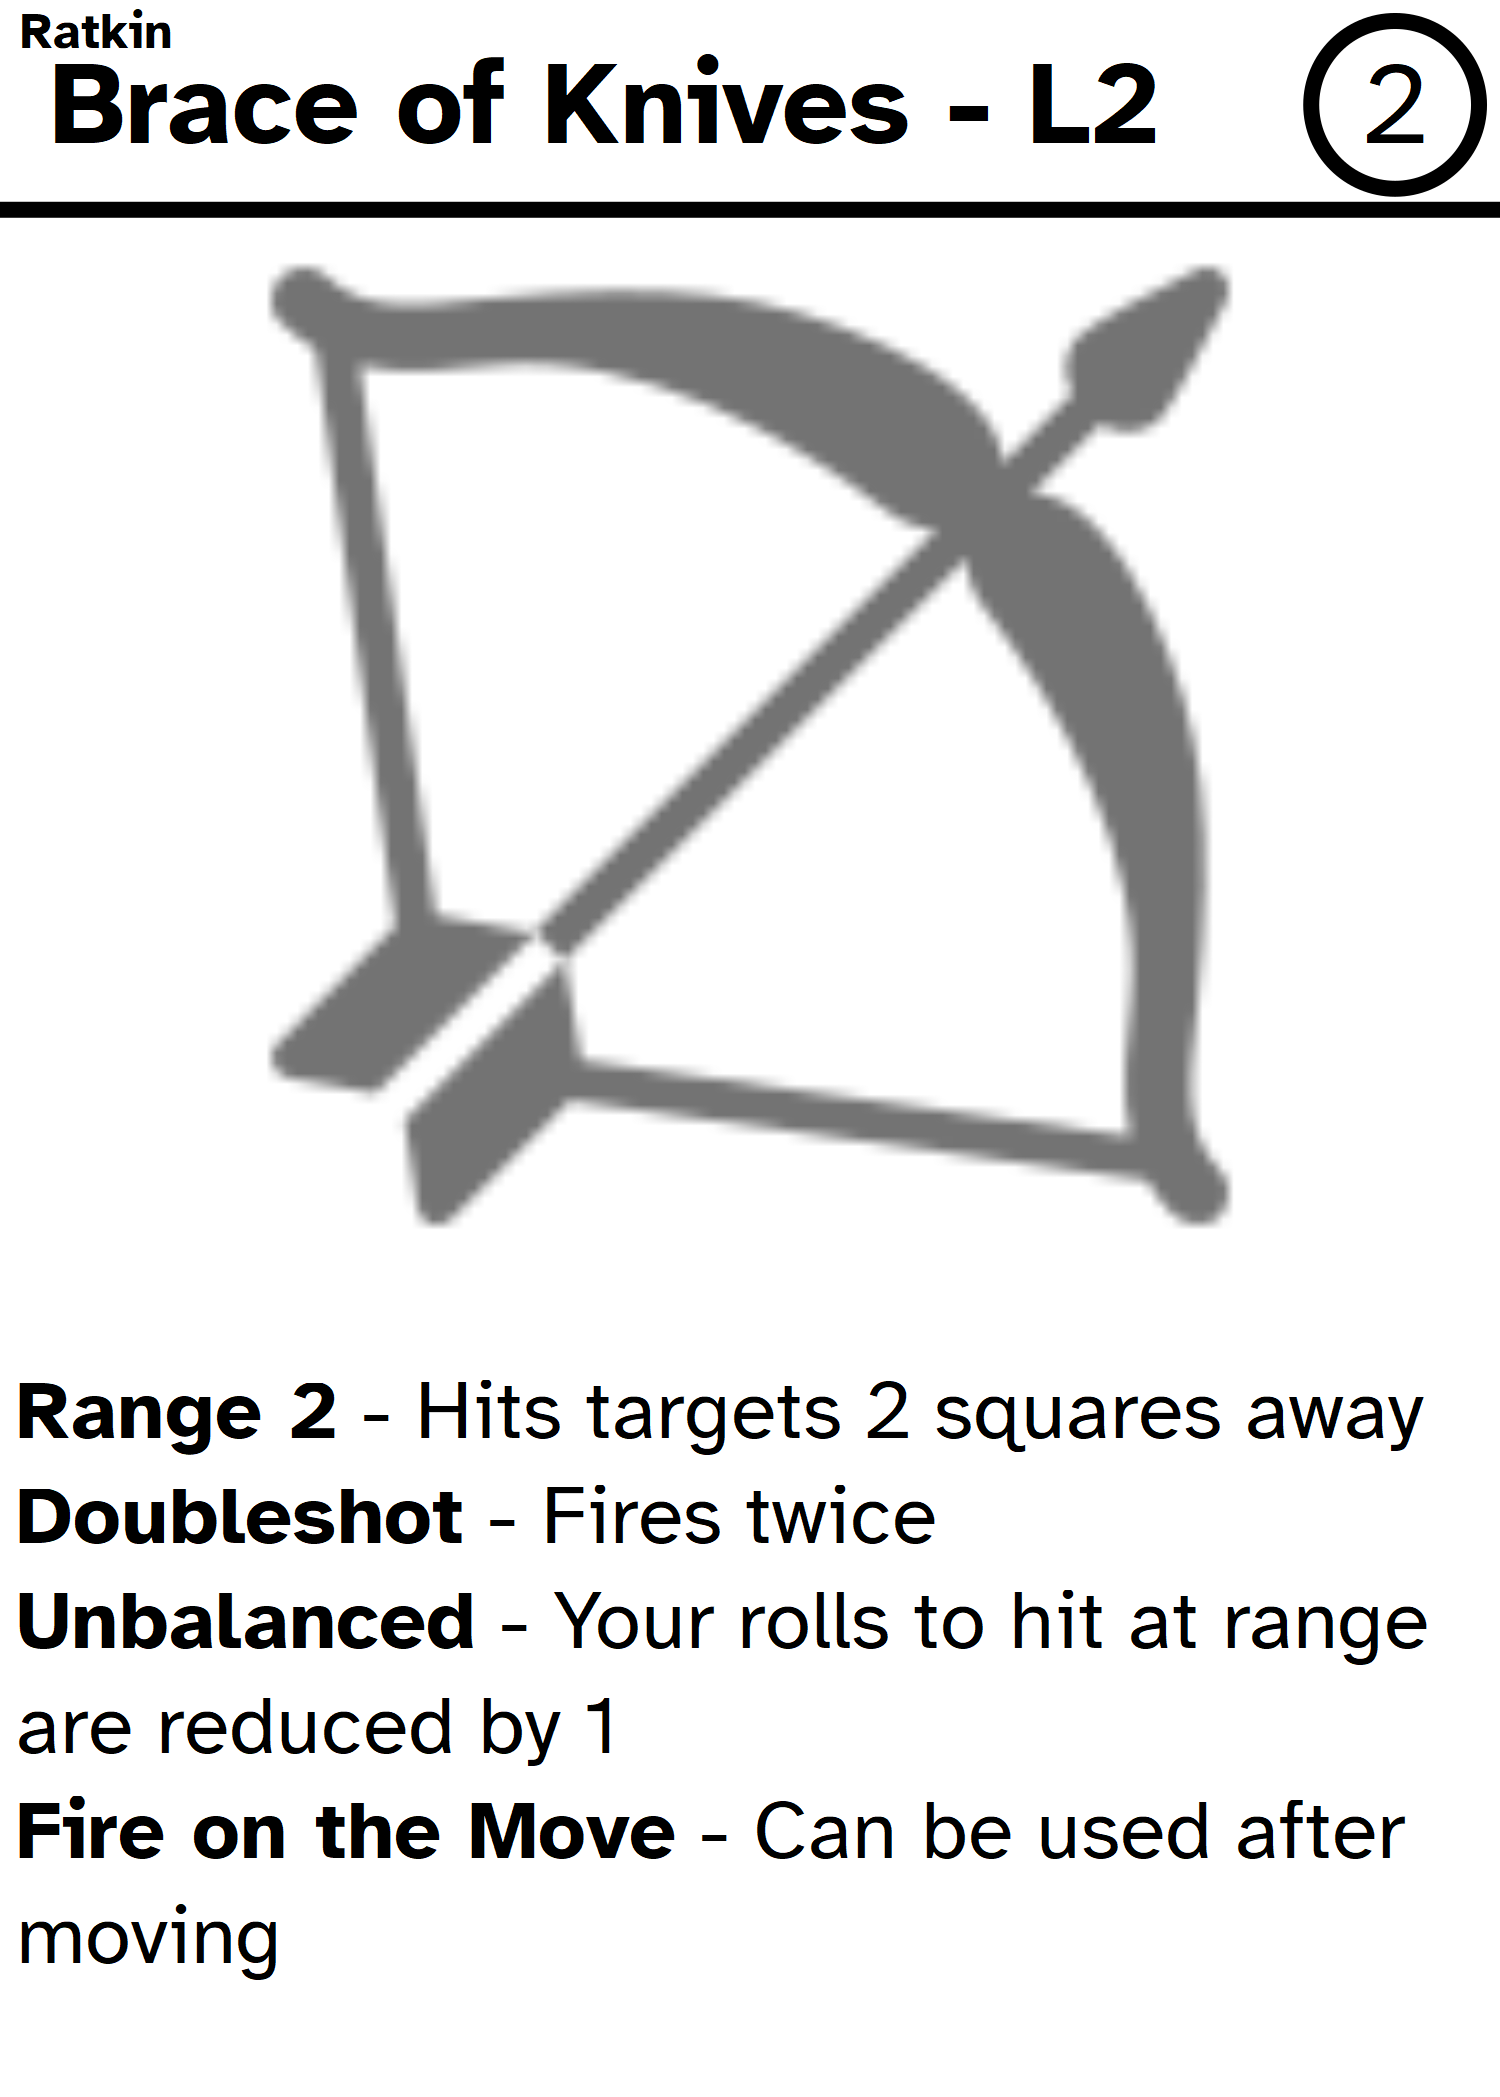 Ratkin
Brace of Knives - L2
2
Range 2 - Hits targets 2 squares away
Doubleshot - Fires twice
Unbalanced - Your rolls to hit at range
are reduced by 1
Fire on the Move - Can be used after
moving